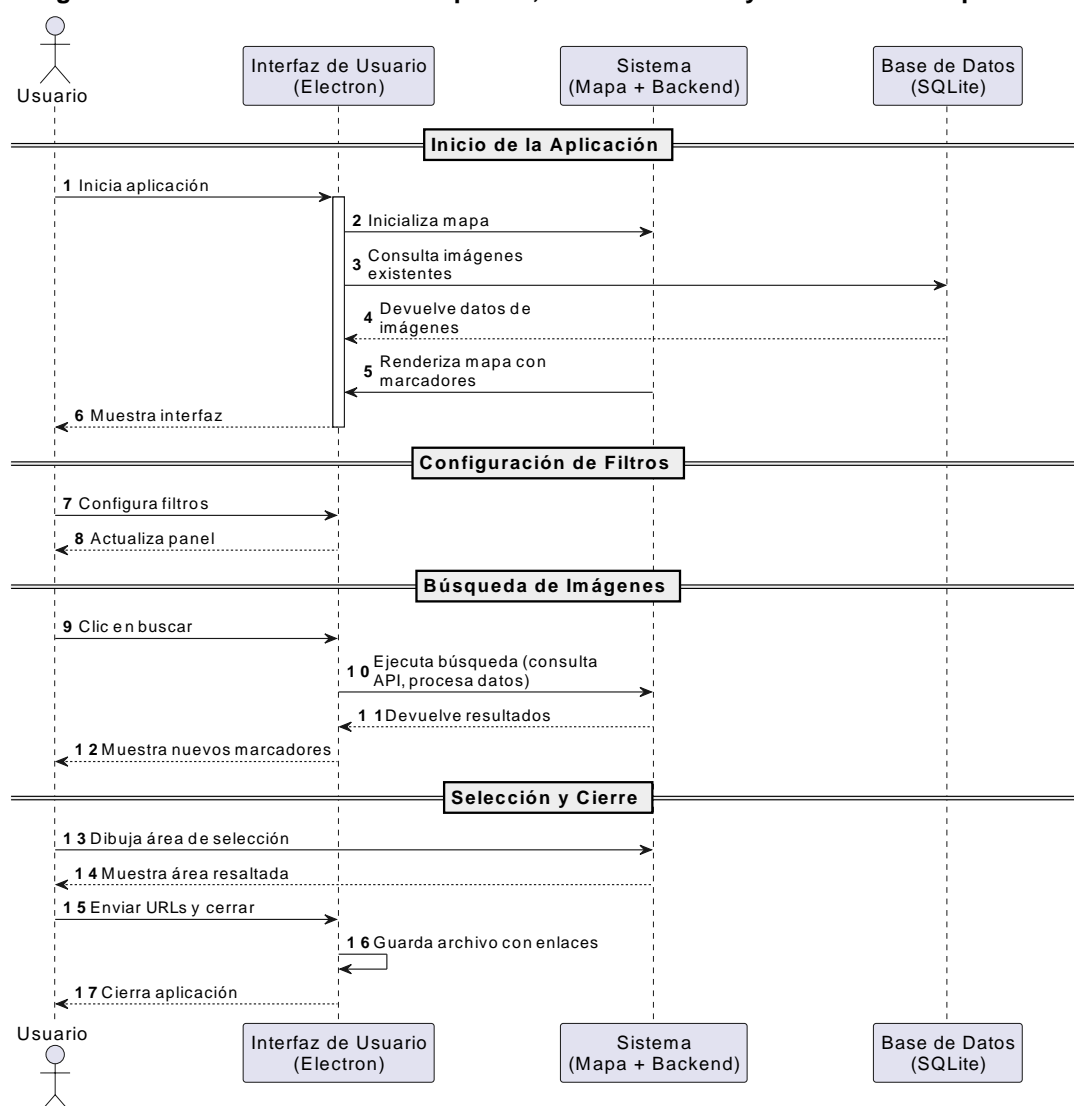 Usuario
Interfaz de Usuario
(Electron)
Sistema
(Mapa + Backend)
Base de Datos
(SQLite)
Inicio de la Aplicación
1 Inicia aplicación
2 Inicializa mapa
3 Consulta imágenes
existentes
4 Devuelve datos de
imágenes
5 Renderiza mapa con
marcadores
6 Muestra interfaz
Configuración de Filtros
7 Configura filtros
8 Actualiza panel
Búsqueda de Imágenes
9 Clic en buscar
10 Ejecuta búsqueda (consulta
API, procesa datos)
11 Devuelve resultados
12 Muestra nuevos marcadores
Selección y Cierre
13 Dibuja área de selección
14 Muestra área resaltada
15 Enviar URLs y cerrar
16 Guarda archivo con enlaces
17 Cierra aplicación
Usuario
Interfaz de Usuario
(Electron)
Sistema
(Mapa + Backend)
Base de Datos
(SQLite)